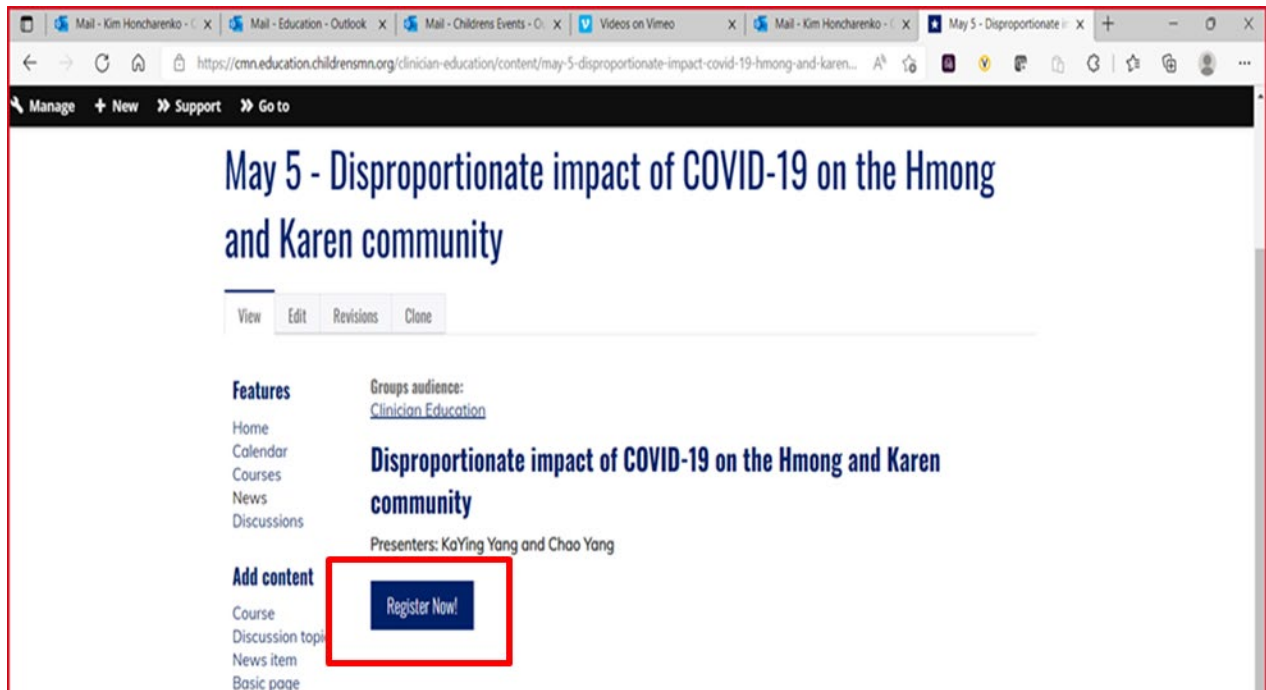 Mail - Kim Honcharenko - Mail - Education - Outlook Mail - Childrens Events - Videos on Vimeo Mail - Kim Honcharenko - May 5 - Disproportionate
https://cmn.education.childrensmn.org/clinician-education/content/may-5-disproportionate-impact-covid-19-hmong-and-karen...
Manage + New Support Go to
May 5 - Disproportionate impact of COVID-19 on the Hmong
and Karen community
View Edit Revisions Clone
Features
Home
Calendar
Courses
News
Discussions
Add content
Course
Discussion topi
News item
Basic page
Groups audience:
Clinician Education
Disproportionate impact of COVID-19 on the Hmong and Karen
community
Presenters: KaYing Yang and Chao Yang
Register Now!